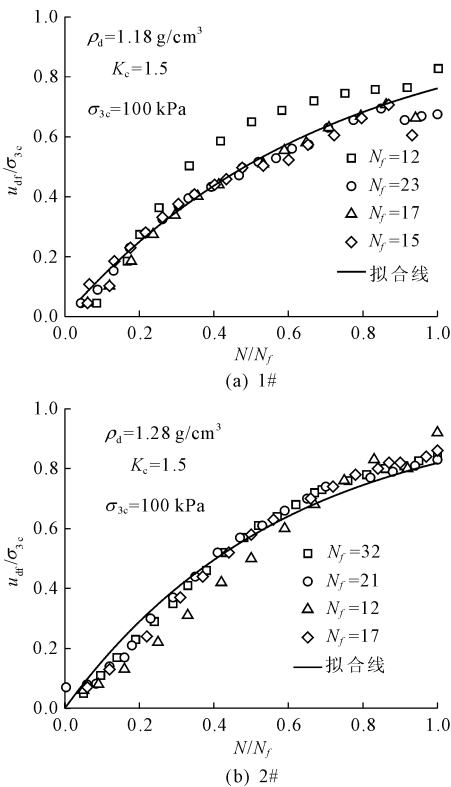 1.0
ρd=1.18 g/cm³
Kc=1.5
σ3c=100 kPa
0.8
0.6
0.4
0.2
0.0
udf/σ3c
Nf=12
Nf=23
Nf=17
Nf=15
拟合线
0.0 0.2 0.4 0.6 0.8 1.0
N/Nf
(a) 1#
1.0
ρd=1.28 g/cm³
Kc=1.5
σ3c=100 kPa
0.8
0.6
0.4
0.2
0.0
udf/σ3c
Nf=32
Nf=21
Nf=12
Nf=17
拟合线
0.0 0.2 0.4 0.6 0.8 1.0
N/Nf
(b) 2#